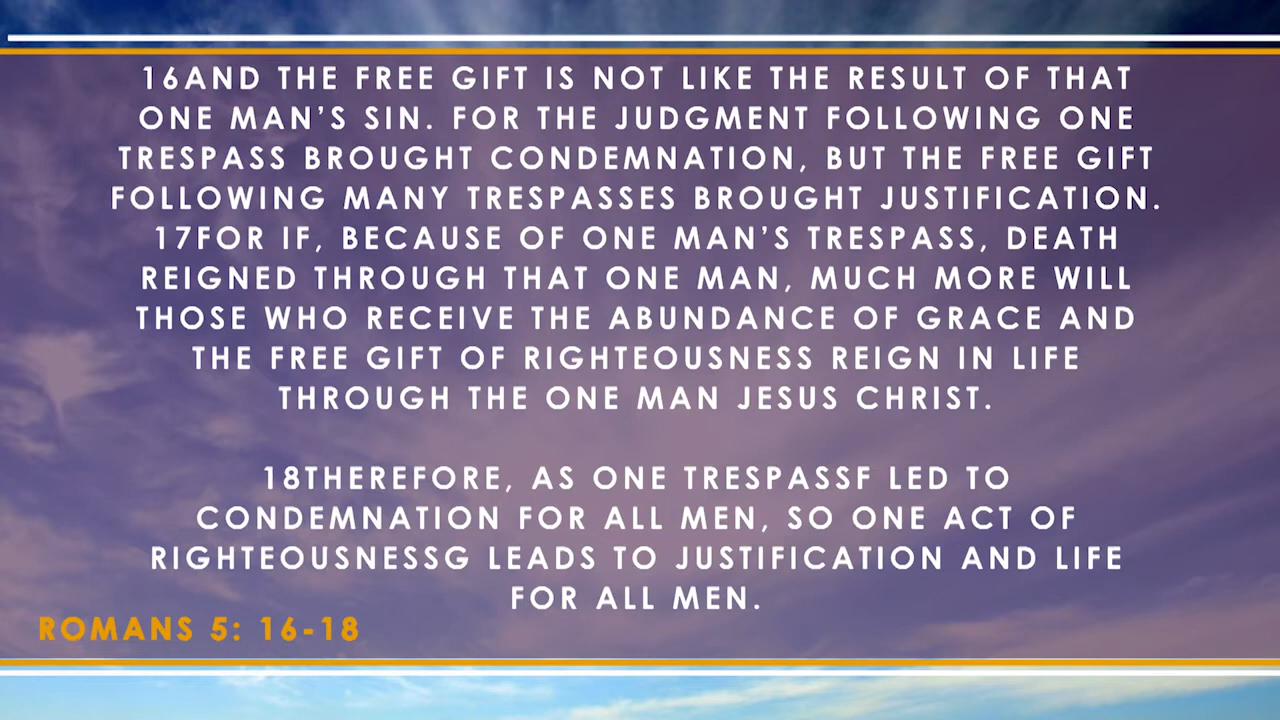 16AND THE FREE GIFT IS NOT LIKE THE RESULT OF THAT
ONE MAN’S SIN. FOR THE JUDGMENT FOLLOWING ONE
TRESPASS BROUGHT CONDEMNATION, BUT THE FREE GIFT
FOLLOWING MANY TRESPASSES BROUGHT JUSTIFICATION.
17FOR IF, BECAUSE OF ONE MAN’S TRESPASS, DEATH
REIGNED THROUGH THAT ONE MAN, MUCH MORE WILL
THOSE WHO RECEIVE THE ABUNDANCE OF GRACE AND
THE FREE GIFT OF RIGHTEOUSNESS REIGN IN LIFE
THROUGH THE ONE MAN JESUS CHRIST.
18THEREFORE, AS ONE TRESPASSF LED TO
CONDEMNATION FOR ALL MEN, SO ONE ACT OF
RIGHTEOUSNESSG LEADS TO JUSTIFICATION AND LIFE
FOR ALL MEN.
ROMANS 5: 16-18